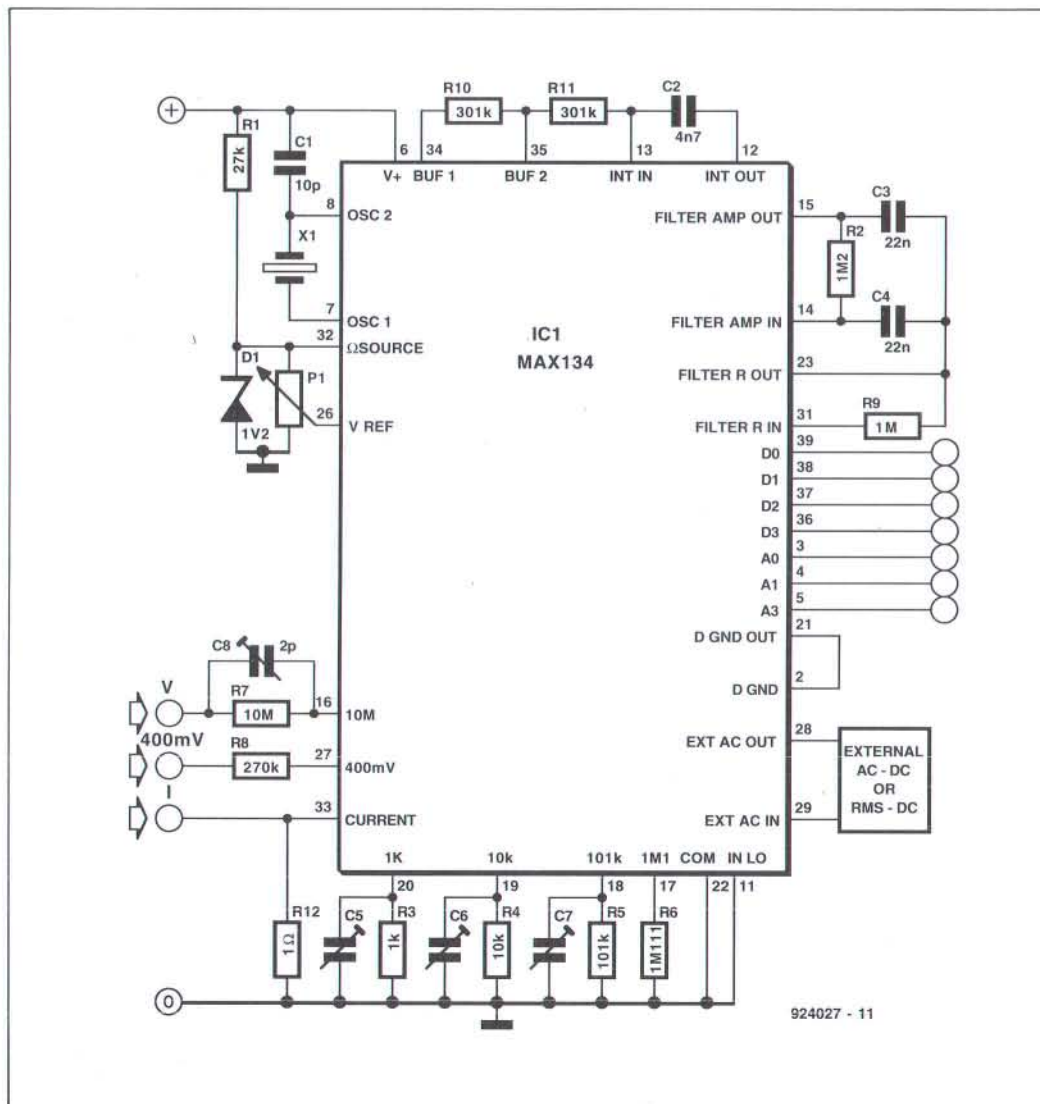 +
R1
27k
C1
10p
R10
301k
R11
301k
C2
4n7
6
34
35
13
12
V+
BUF 1
BUF 2
INT IN
INT OUT
8
OSC 2
X1
7
OSC 1
32
ΩSOURCE
D1
1V2
P1
26
V REF
IC1
MAX134
15
FILTER AMP OUT
C3
22n
R2
1M2
14
FILTER AMP IN
C4
22n
23
FILTER R OUT
31
FILTER R IN
R9
1M
39
D0
38
D1
37
D2
36
D3
3
A0
4
A1
5
A3
21
D GND OUT
2
D GND
28
EXT AC OUT
29
EXT AC IN
EXTERNAL
AC - DC
OR
RMS - DC
C8
2p
V
R7
10M
16
10M
400mV
R8
270k
27
400mV
I
33
CURRENT
1K
10k
101k
1M1
COM
IN LO
20
19
18
17
22
11
R12
1Ω
C5
R3
1k
C6
R4
10k
C7
R5
101k
R6
1M111
0
924027 - 11